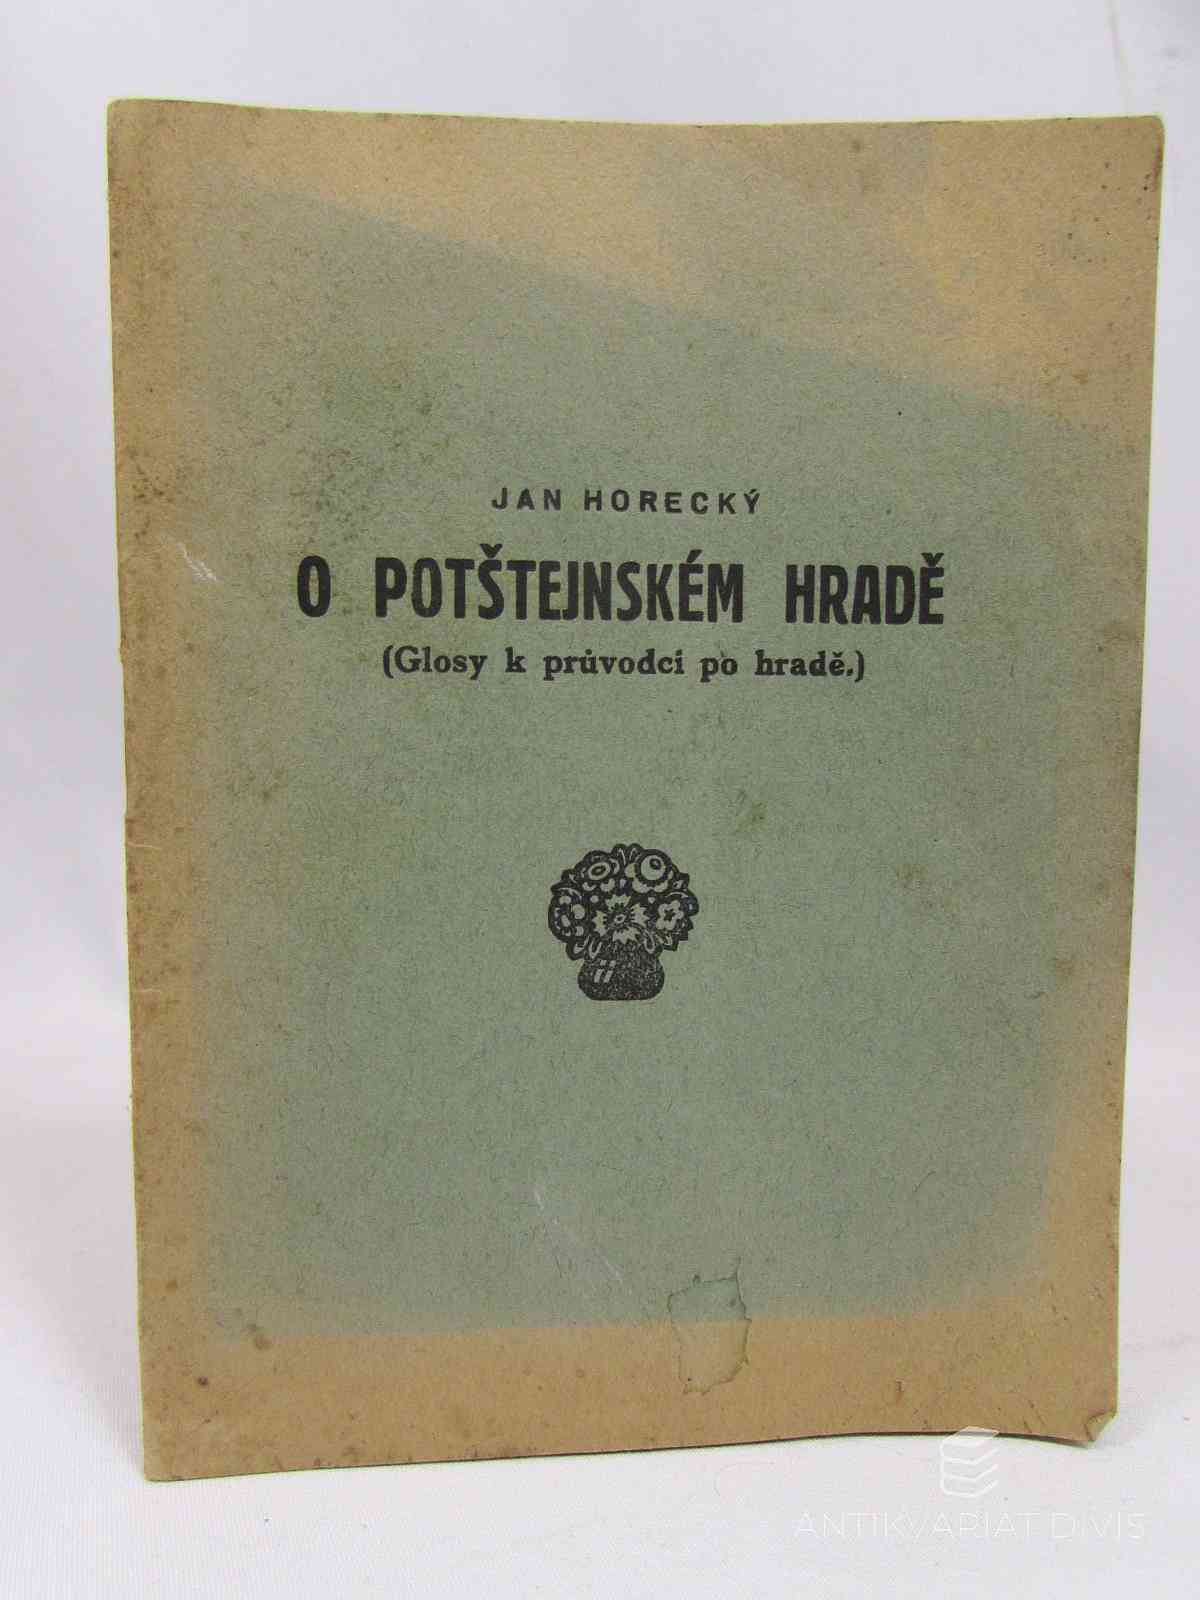 JAN HORECKÝ
O POTŠTEJNSKÉM HRADĚ
(Glosy k průvodci po hradě.)
ANTIKVARIAT DIVIS